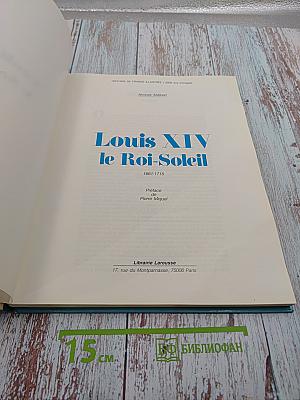 Louis XIV
le Roi-Soleil
1661-1715
Préface
de
Pierre Miquel
Librairie Larousse
17, rue du Montparnasse, 75006 Paris
15 см
БИБЛИОФАН